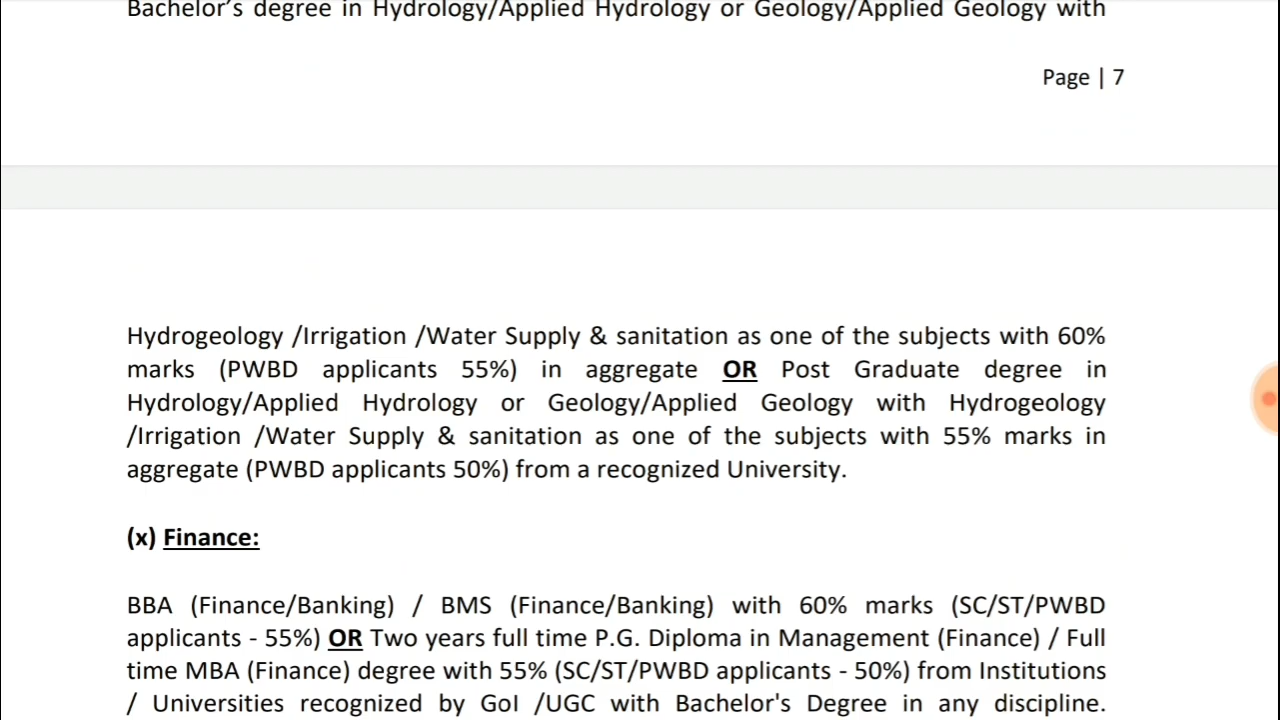 Bachelor's degree in Hydrology/Applied Hydrology or Geology/Applied Geology with
Page | 7
Hydrogeology /Irrigation /Water Supply & sanitation as one of the subjects with 60%
marks (PWBD applicants 55%) in aggregate OR Post Graduate degree in
Hydrology/Applied Hydrology or Geology/Applied Geology with Hydrogeology
/Irrigation /Water Supply & sanitation as one of the subjects with 55% marks in
aggregate (PWBD applicants 50%) from a recognized University.
(x) Finance:
BBA (Finance/Banking) / BMS (Finance/Banking) with 60% marks (SC/ST/PWBD
applicants - 55%) OR Two years full time P.G. Diploma in Management (Finance) / Full
time MBA (Finance) degree with 55% (SC/ST/PWBD applicants - 50%) from Institutions
/ Universities recognized by GoI /UGC with Bachelor's Degree in any discipline.